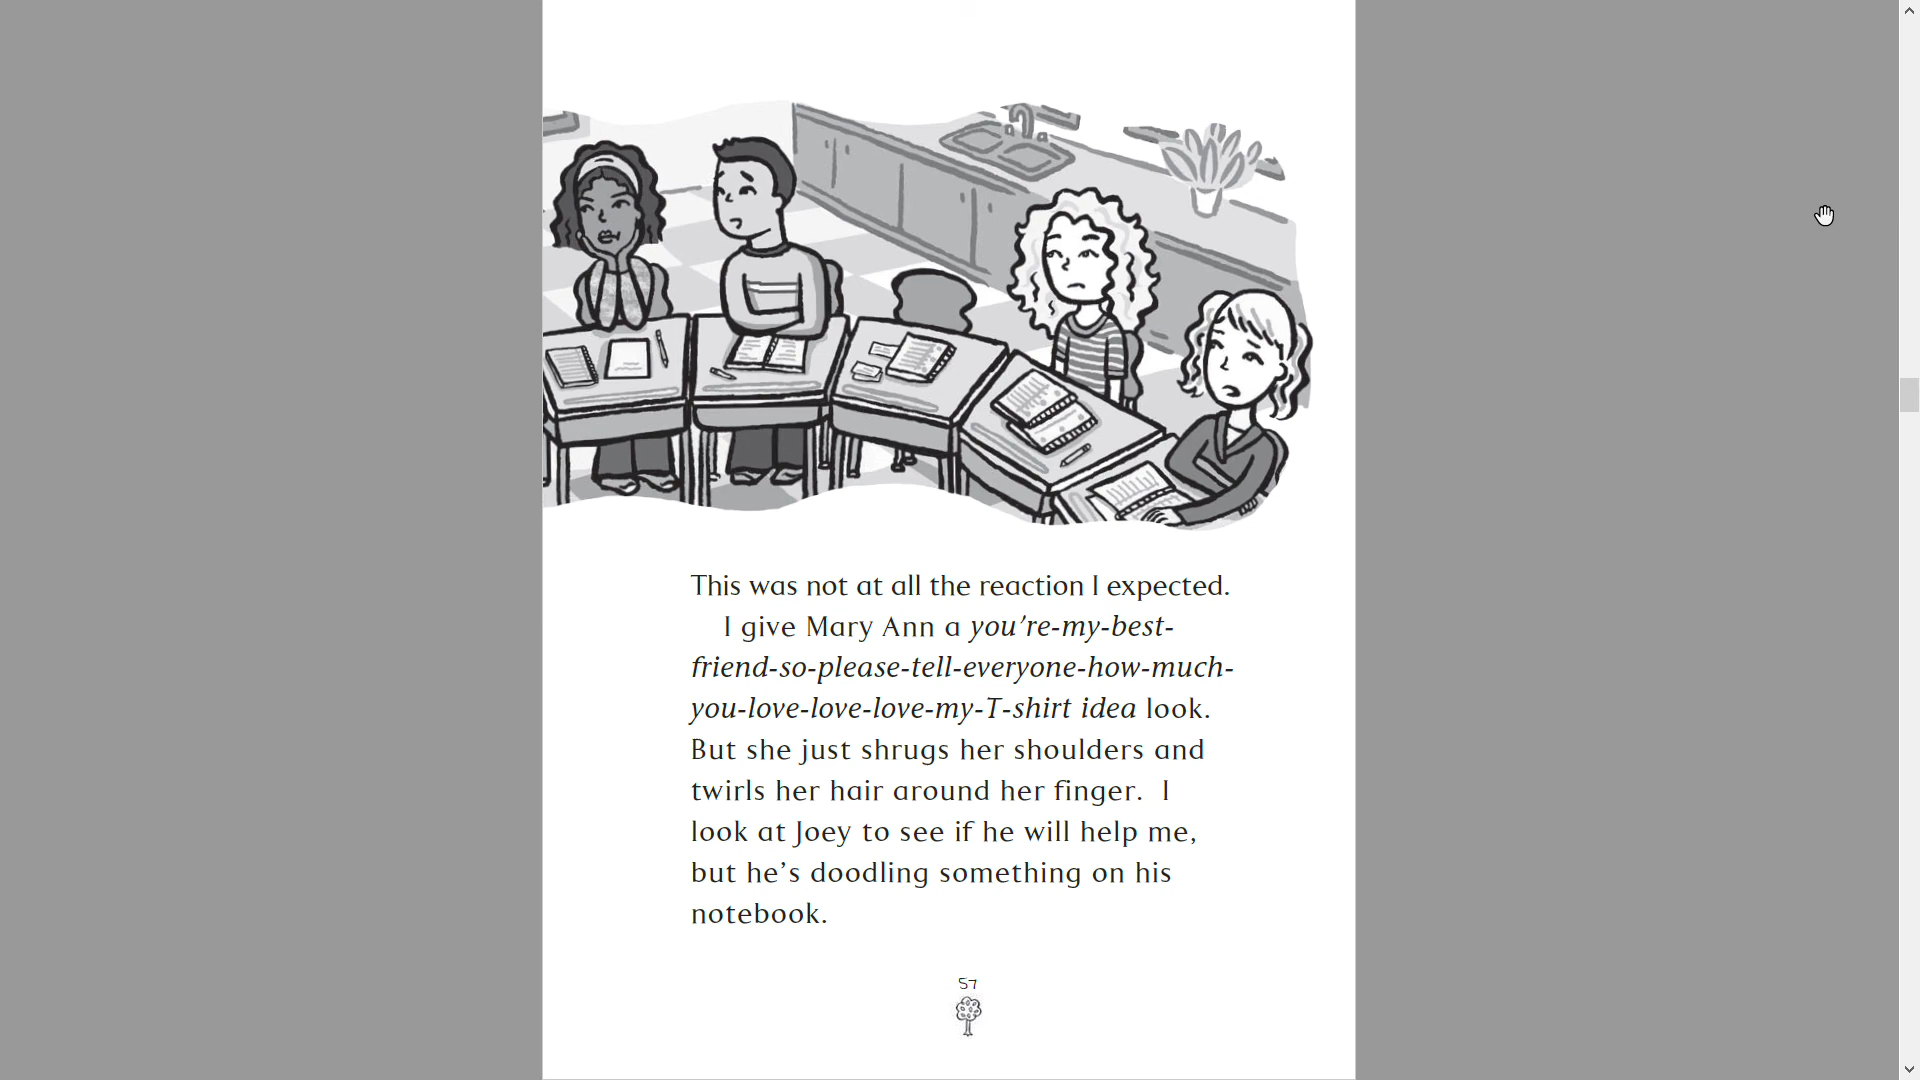 This was not at all the reaction I expected.
I give Mary Ann a you’re-my-best-
friend-so-please-tell-everyone-how-much-
you-love-love-love-my-T-shirt idea look.
But she just shrugs her shoulders and
twirls her hair around her finger.  I
look at Joey to see if he will help me,
but he’s doodling something on his
notebook.
57